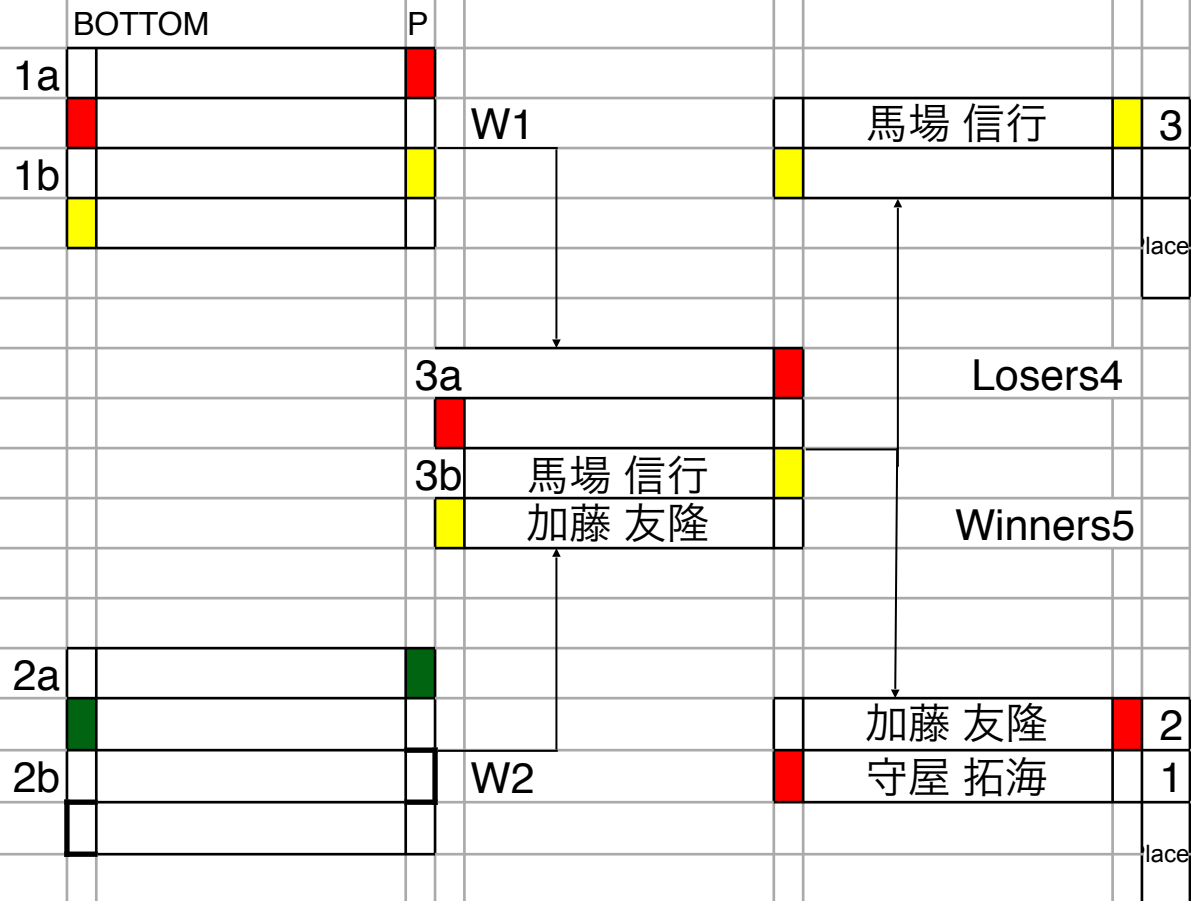 BOTTOM P
1a
W1 馬場 信行 3
1b
lace
3a Losers4
3b 馬場 信行
加藤 友隆 Winners5
2a
加藤 友隆 2
2b W2 守屋 拓海 1
lace